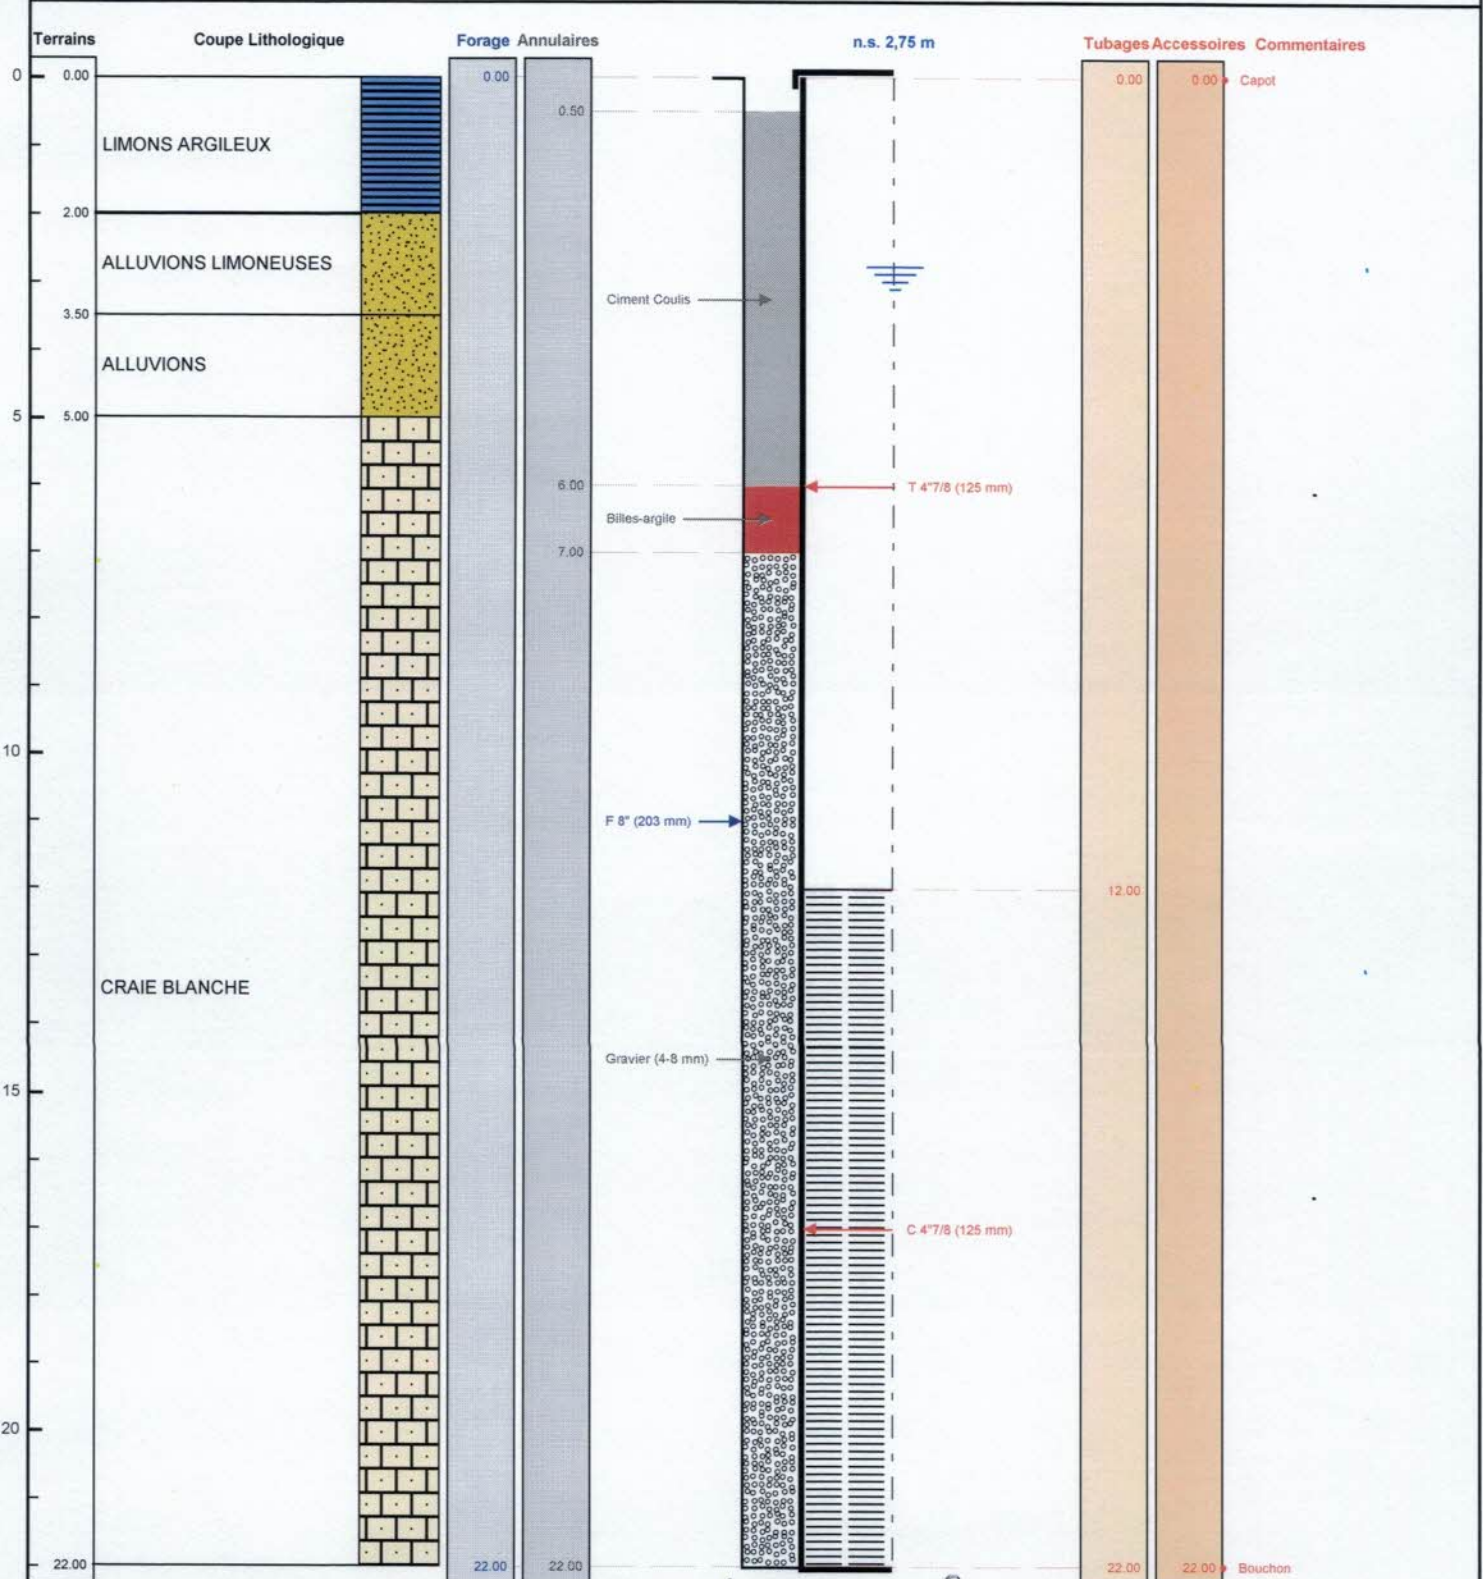 Terrains Coupe Lithologique Forage Annulaires n.s. 2,75 m Tubages Accessoires Commentaires
0 0.00 0.00 0.00 0.00 Capot
0.50
LIMONS ARGILEUX
2.00
ALLUVIONS LIMONEUSES
Ciment Coulis
3.50
ALLUVIONS
5 5.00
6.00 T 4"7/8 (125 mm)
Billes-argile
7.00
10
F 8" (203 mm)
12.00
CRAIE BLANCHE
Gravier (4-8 mm)
15
C 4"7/8 (125 mm)
20
22.00 22.00 22.00 22.00 22.00 Bouchon